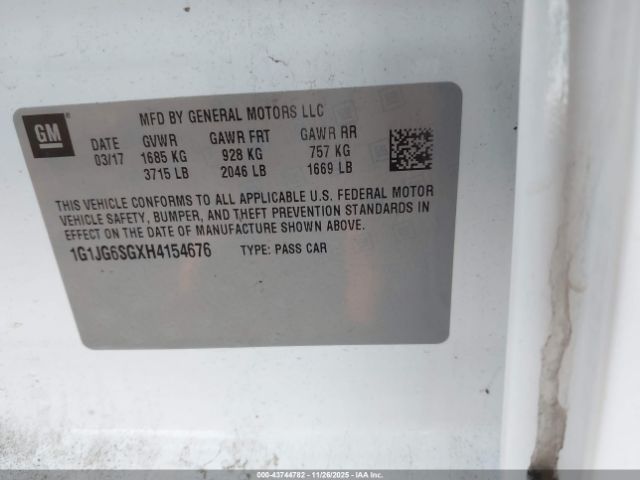 GM
MFD BY GENERAL MOTORS LLC
DATE GVWR GAWR FRT GAWR RR
03/17 1685 KG 928 KG 757 KG
3715 LB 2046 LB 1669 LB
THIS VEHICLE CONFORMS TO ALL APPLICABLE U.S. FEDERAL MOTOR
VEHICLE SAFETY, BUMPER, AND THEFT PREVENTION STANDARDS IN
EFFECT ON THE DATE OF MANUFACTURE SHOWN ABOVE.
1G1JG6SGXH4154676 TYPE: PASS CAR
000-43744782 | 11/26/2025 | IAA, Inc.